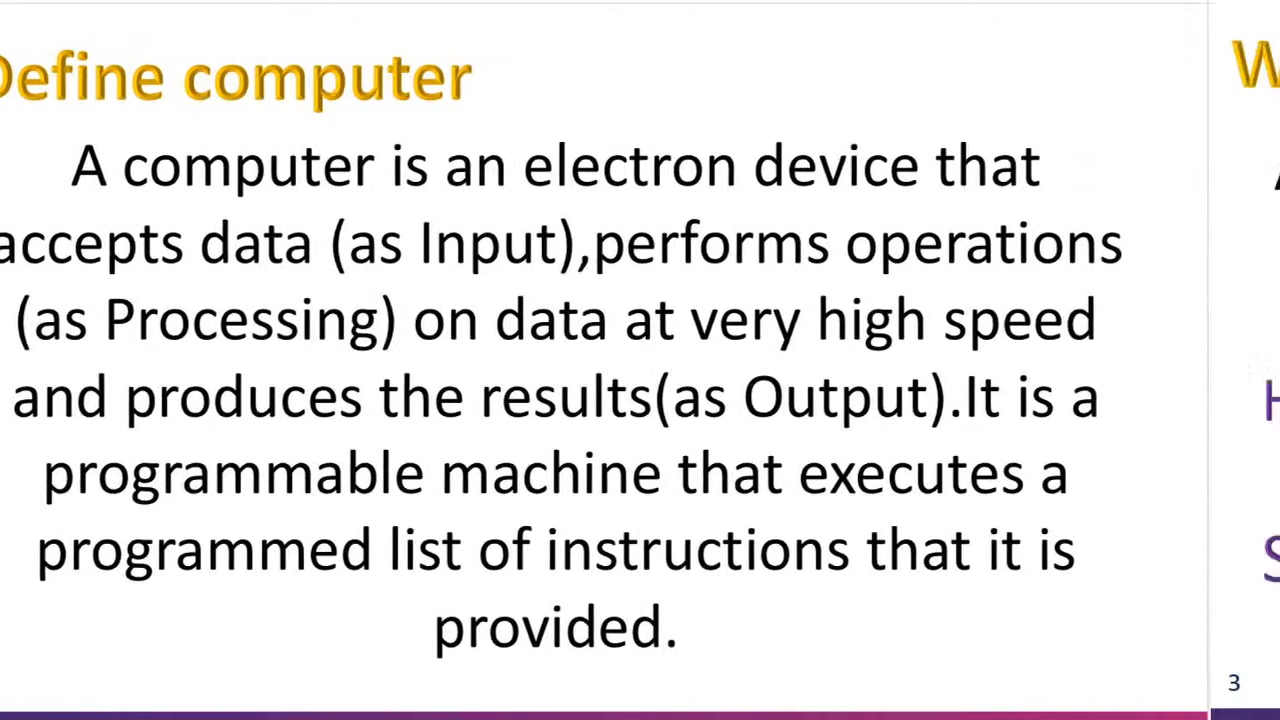 Define computer
A computer is an electron device that
accepts data (as Input),performs operations
(as Processing) on data at very high speed
and produces the results(as Output).It is a
programmable machine that executes a
programmed list of instructions that it is
provided.
W
H
S
3